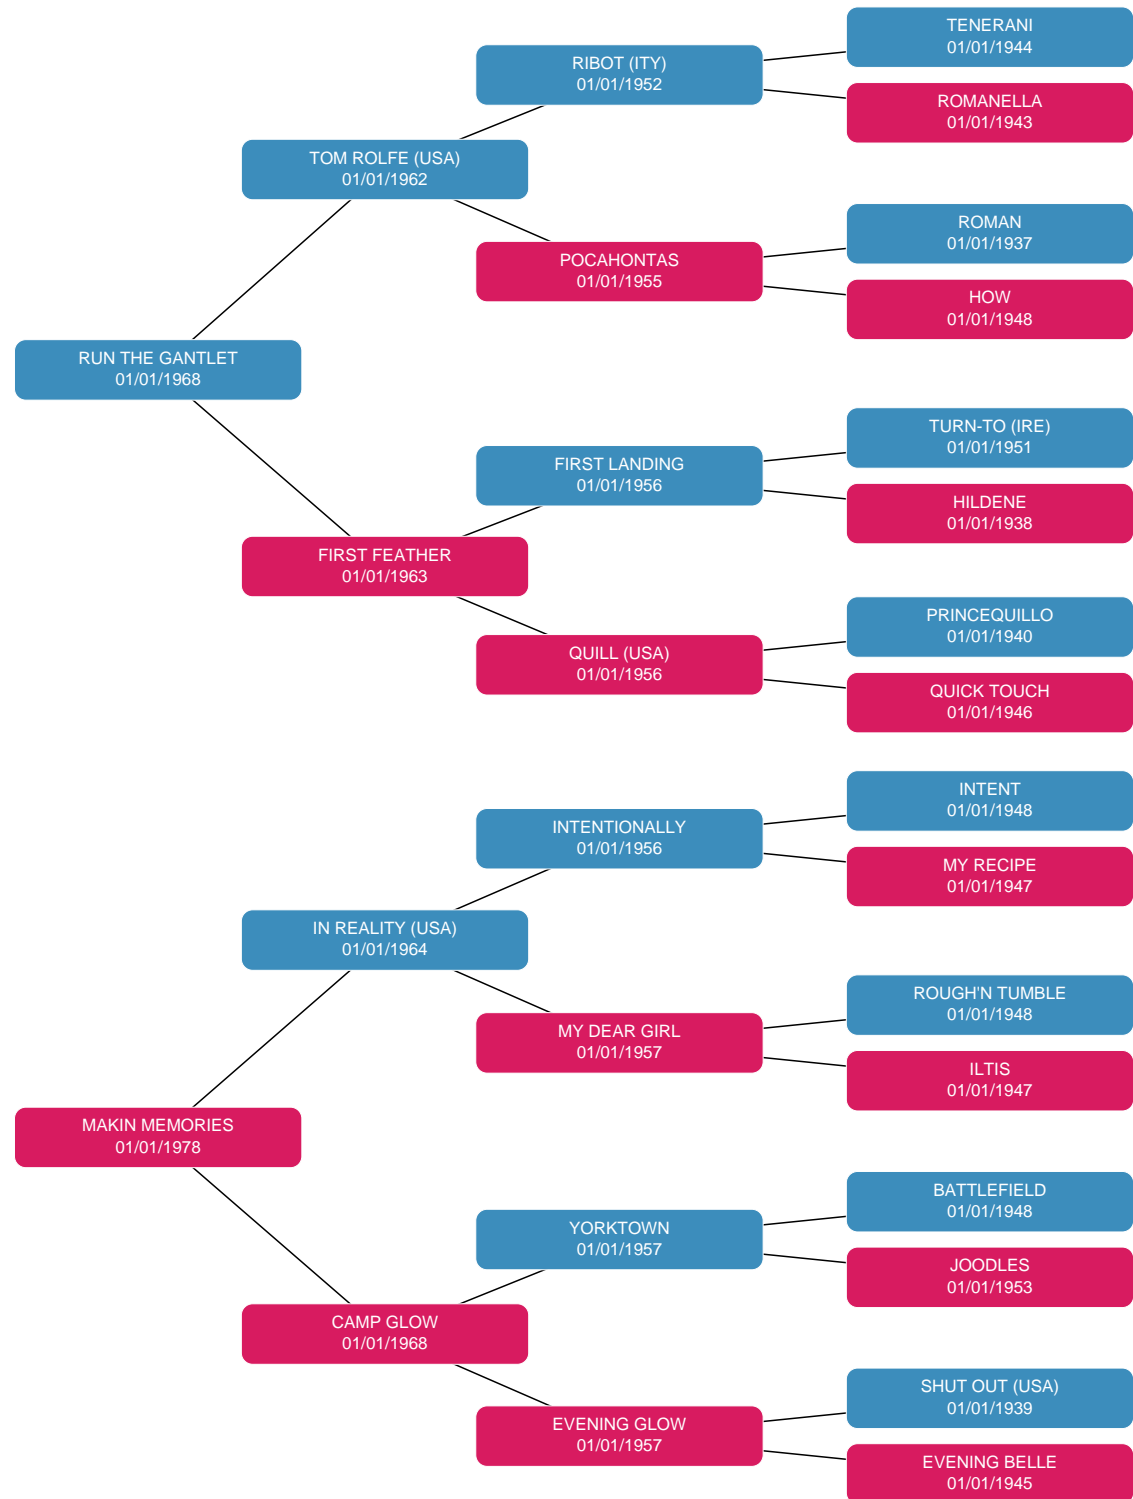 TENERANI
01/01/1944
RIBOT (ITY)
01/01/1952
ROMANELLA
01/01/1943
TOM ROLFE (USA)
01/01/1962
ROMAN
01/01/1937
POCAHONTAS
01/01/1955
HOW
01/01/1948
RUN THE GANTLET
01/01/1968
TURN-TO (IRE)
01/01/1951
FIRST LANDING
01/01/1956
HILDENE
01/01/1938
FIRST FEATHER
01/01/1963
PRINCEQUILLO
01/01/1940
QUILL (USA)
01/01/1956
QUICK TOUCH
01/01/1946
INTENT
01/01/1948
INTENTIONALLY
01/01/1956
MY RECIPE
01/01/1947
IN REALITY (USA)
01/01/1964
ROUGH'N TUMBLE
01/01/1948
MY DEAR GIRL
01/01/1957
ILTIS
01/01/1947
MAKIN MEMORIES
01/01/1978
BATTLEFIELD
01/01/1948
YORKTOWN
01/01/1957
JOODLES
01/01/1953
CAMP GLOW
01/01/1968
SHUT OUT (USA)
01/01/1939
EVENING GLOW
01/01/1957
EVENING BELLE
01/01/1945